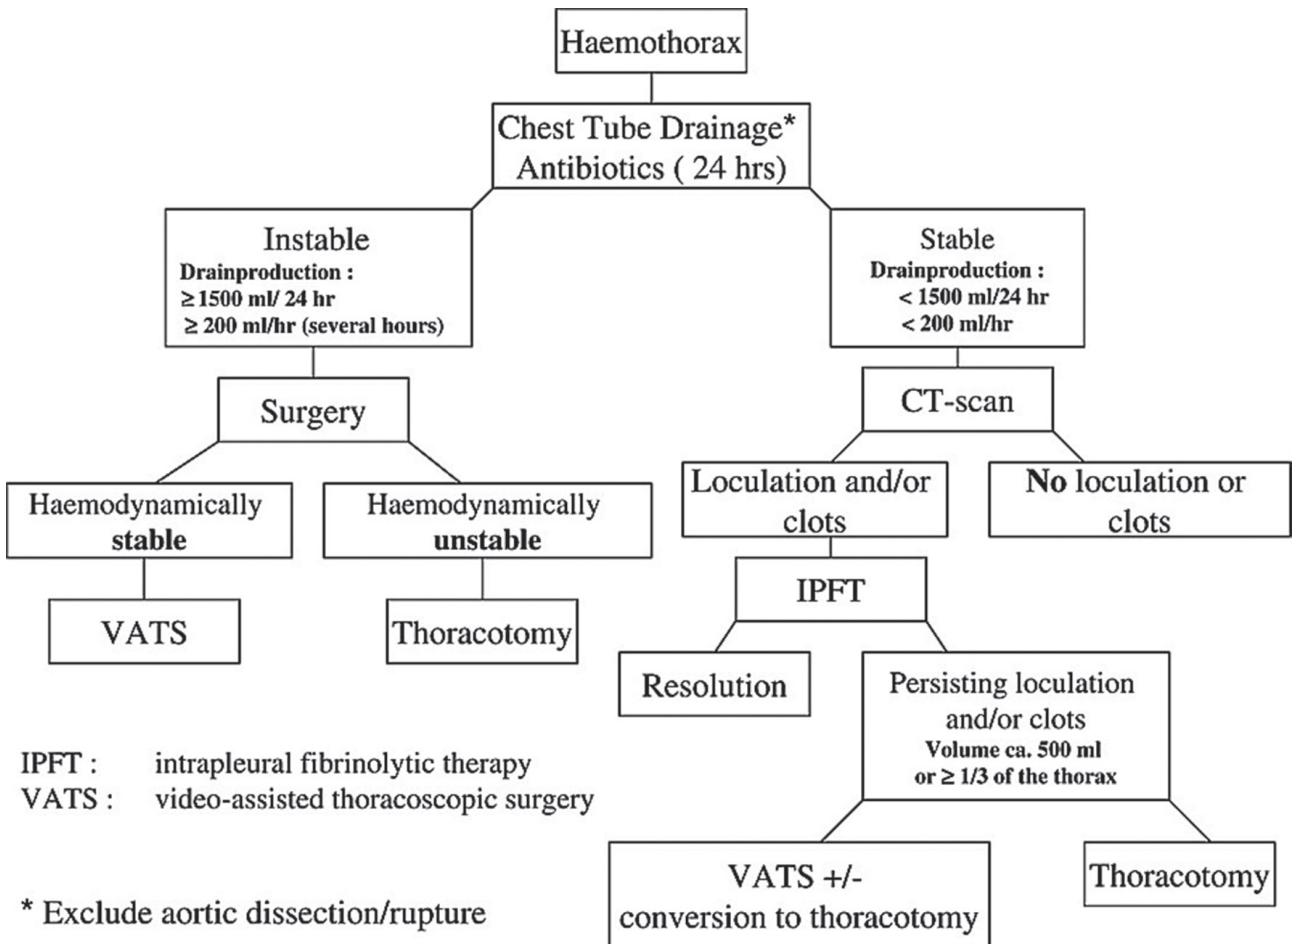 Haemothorax
Chest Tube Drainage*
Antibiotics ( 24 hrs)
Instable
Drainproduction :
≥1500 ml/ 24 hr
≥ 200 ml/hr (several hours)
Stable
Drainproduction :
< 1500 ml/24 hr
< 200 ml/hr
Surgery
CT-scan
Haemodynamically
stable
Haemodynamically
unstable
Loculation and/or
clots
No loculation or
clots
VATS
Thoracotomy
IPFT
Resolution
Persisting loculation
and/or clots
Volume ca. 500 ml
or ≥ 1/3 of the thorax
VATS +/-
conversion to thoracotomy
Thoracotomy
IPFT : intrapleural fibrinolytic therapy
VATS : video-assisted thoracoscopic surgery
* Exclude aortic dissection/rupture